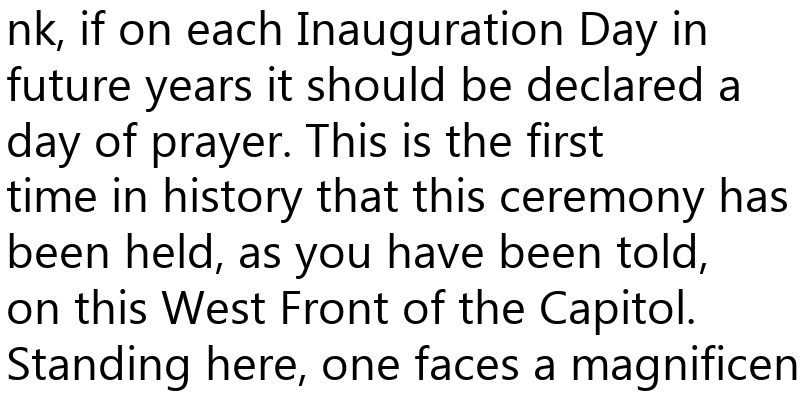 nk, if on each Inauguration Day in
future years it should be declared a
day of prayer. This is the first
time in history that this ceremony has
been held, as you have been told,
on this West Front of the Capitol.
Standing here, one faces a magnificen